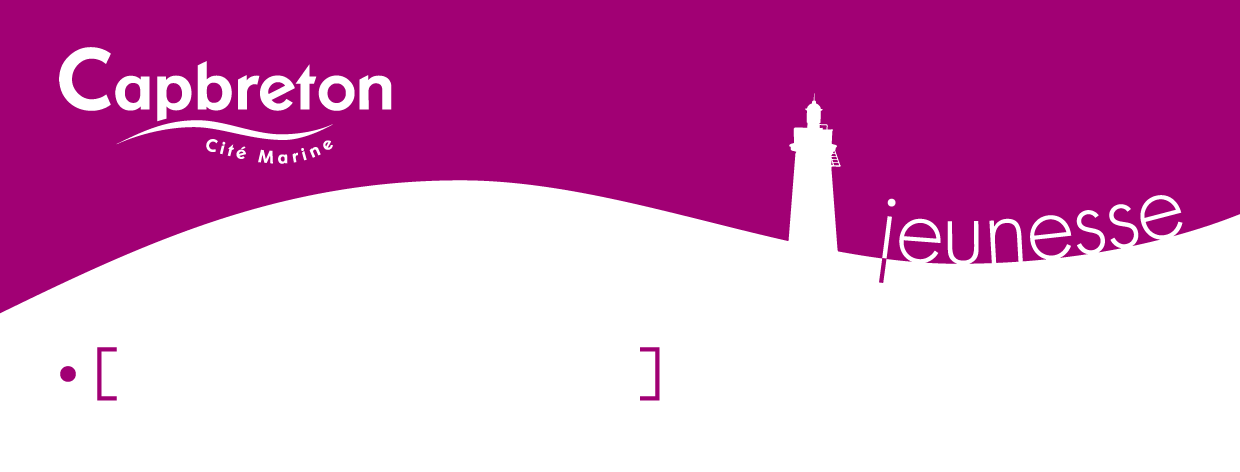 Capbreton
Cité Marine
jeunesse
• [ ]